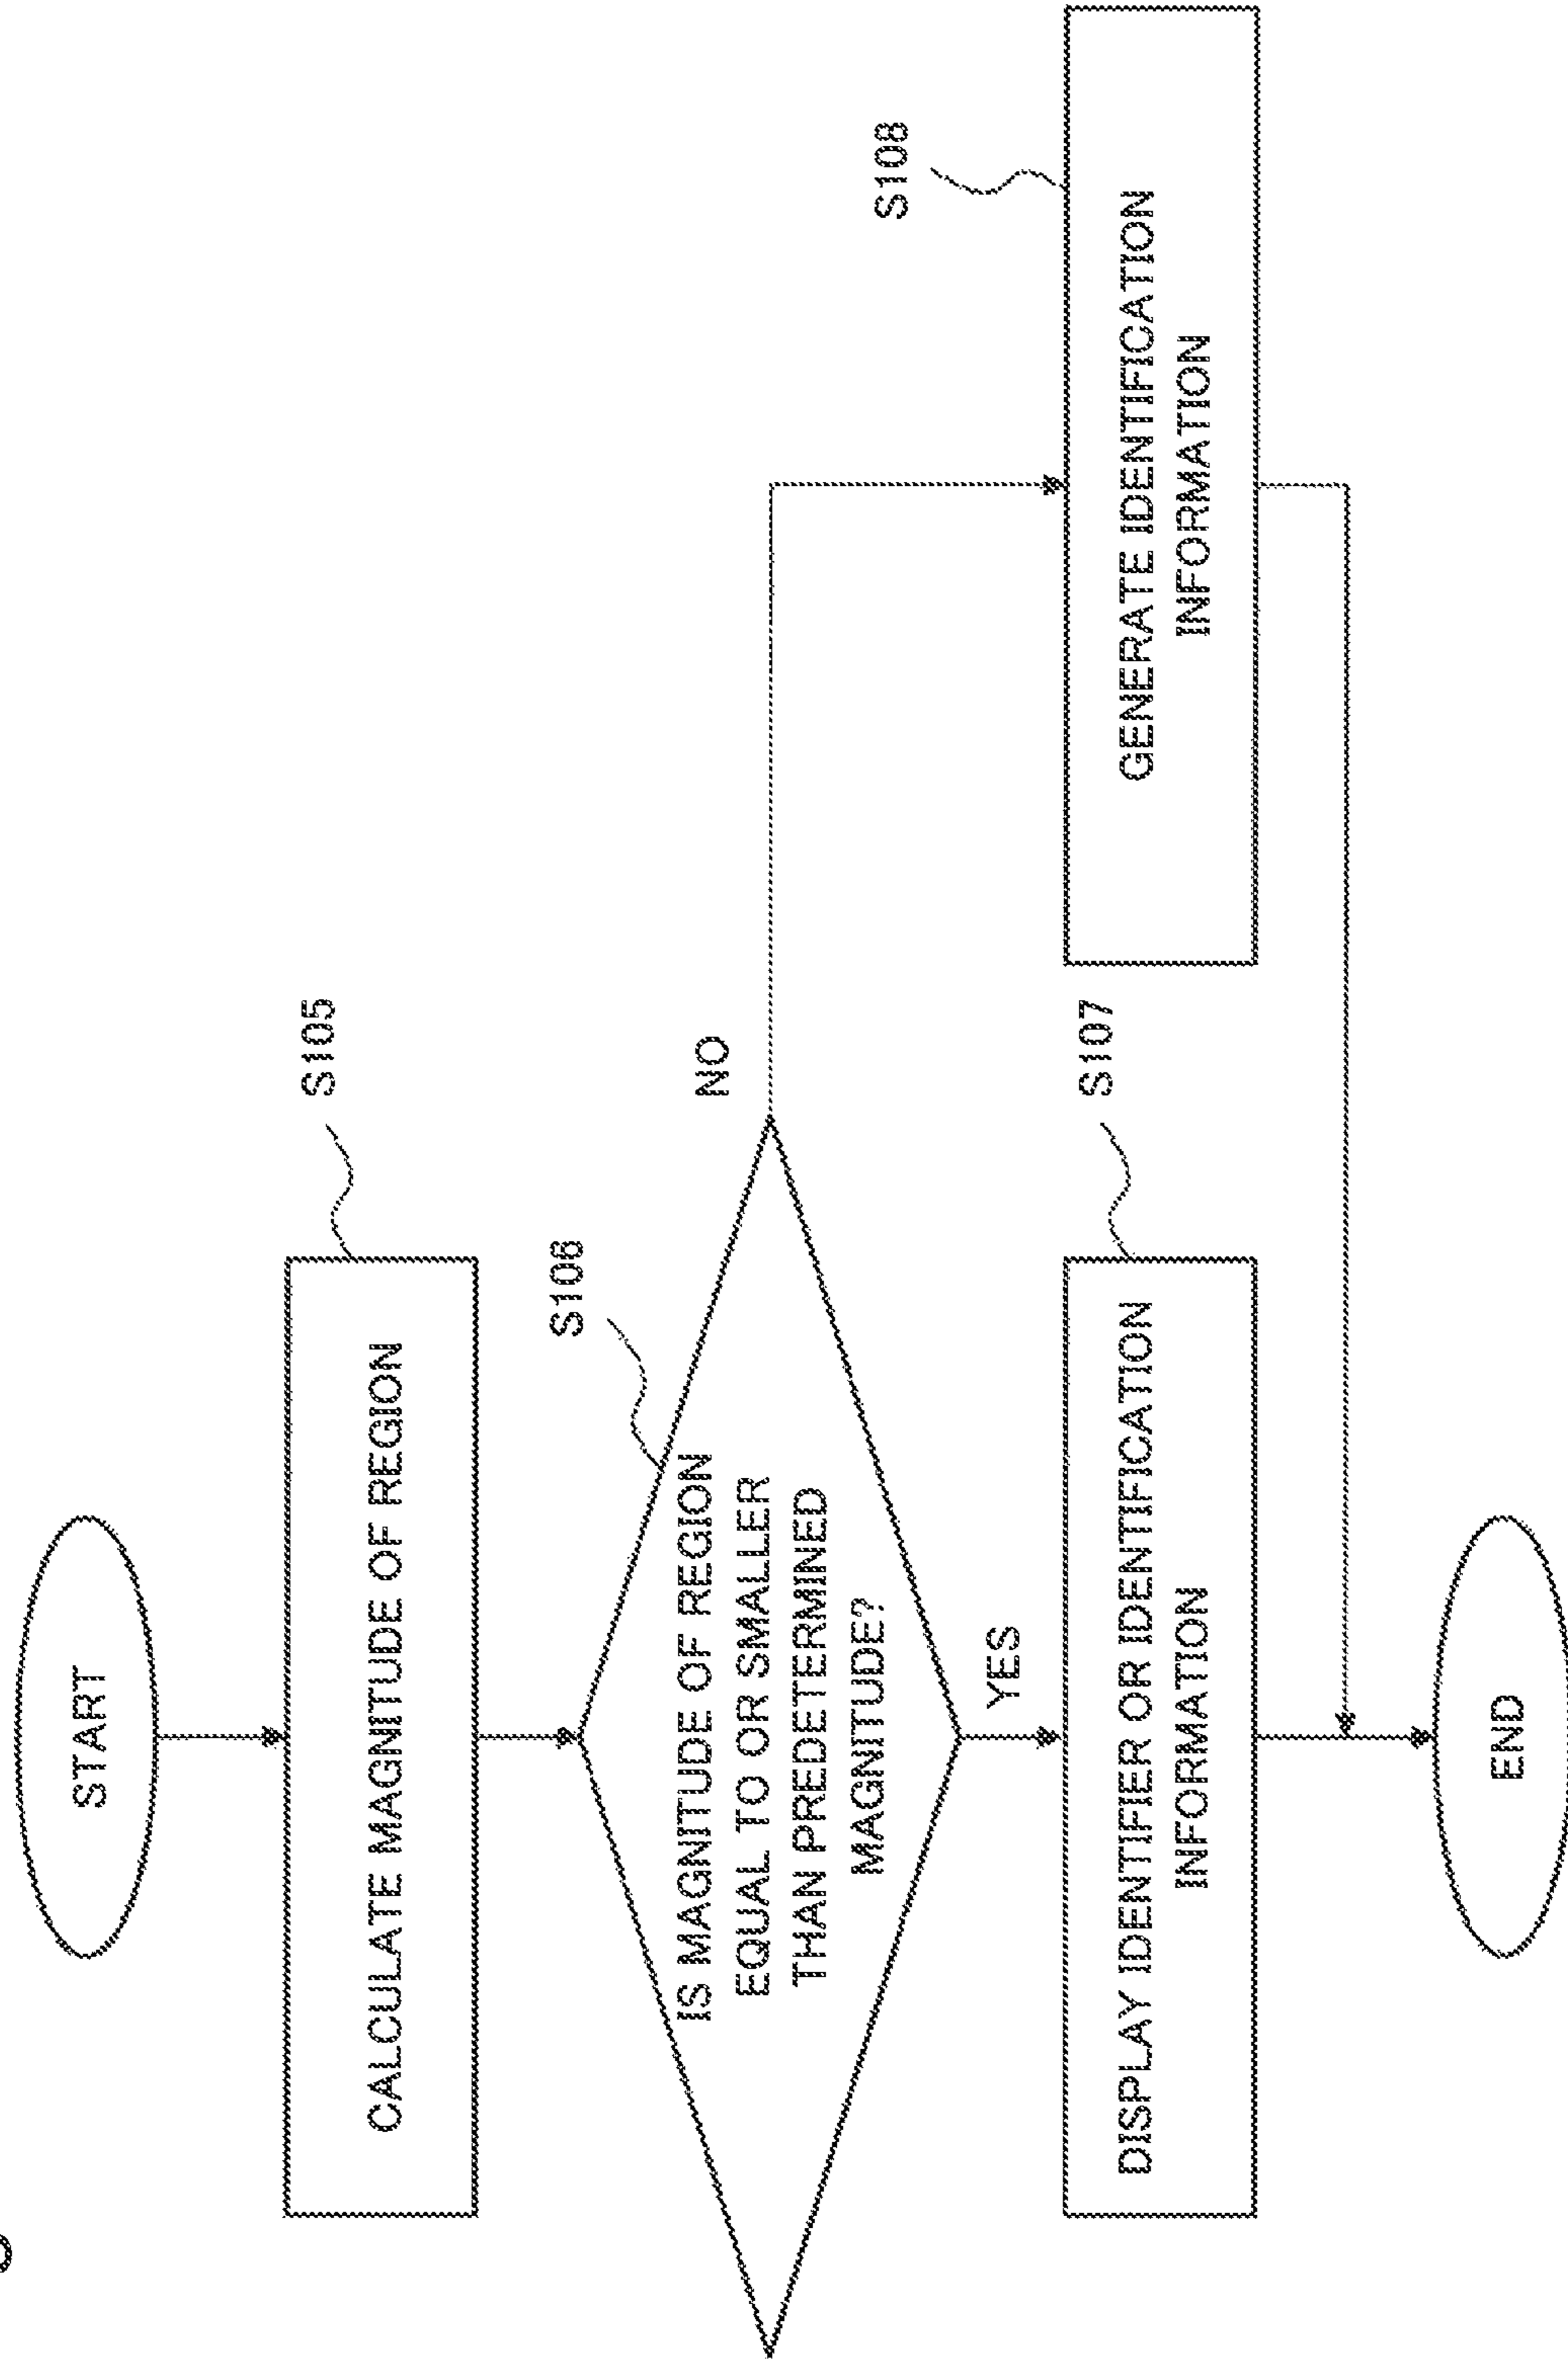 START
CALCULATE MAGNITUDE OF REGION
S105
IS MAGNITUDE OF REGION
EQUAL TO OR SMALLER
THAN PREDETERMINED
MAGNITUDE?
S106
NO
YES
DISPLAY IDENTIFIER OR IDENTIFICATION
INFORMATION
S107
GENERATE IDENTIFICATION
INFORMATION
S108
END